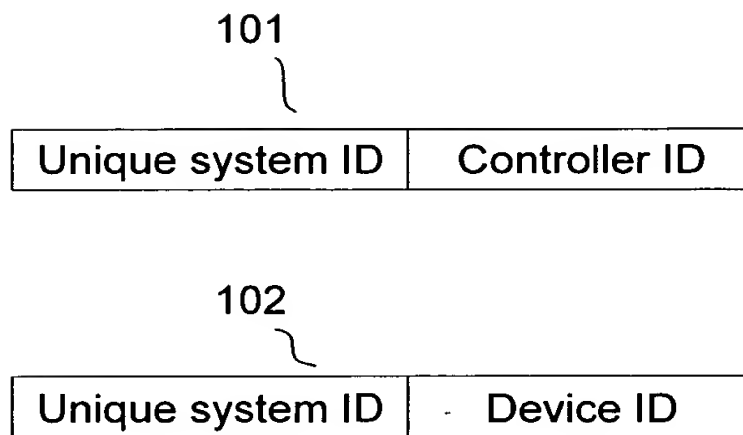 101
Unique system ID Controller ID
102
Unique system ID Device ID